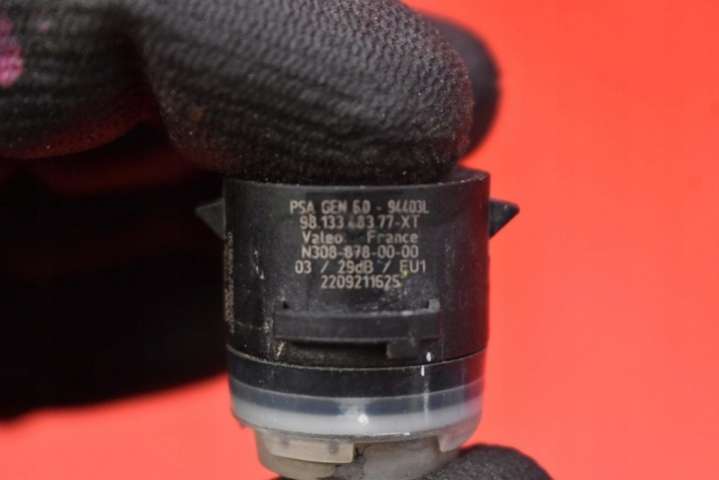 PSA GEN 6.0 - 94403L
98.133 483 77-XT
Valeo France
N308-878-00-00
03 / 29dB / EU1
2209211625